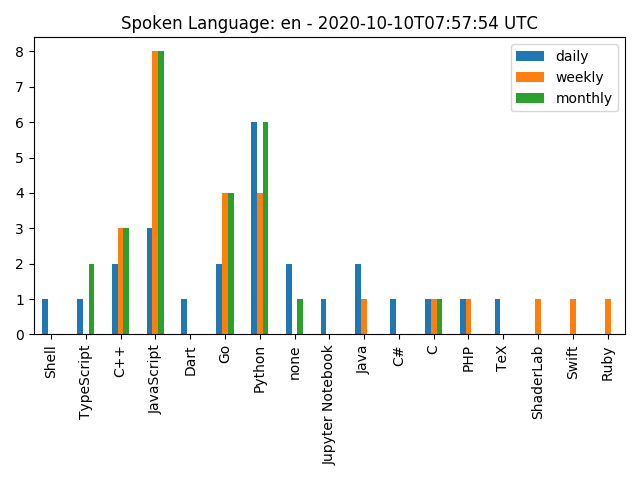 Spoken Language: en - 2020-10-10T07:57:54 UTC
daily
weekly
monthly
8
7
6
5
4
3
2
1
0
Shell
TypeScript
C++
JavaScript
Dart
Go
Python
none
Jupyter Notebook
Java
C#
C
PHP
TeX
ShaderLab
Swift
Ruby